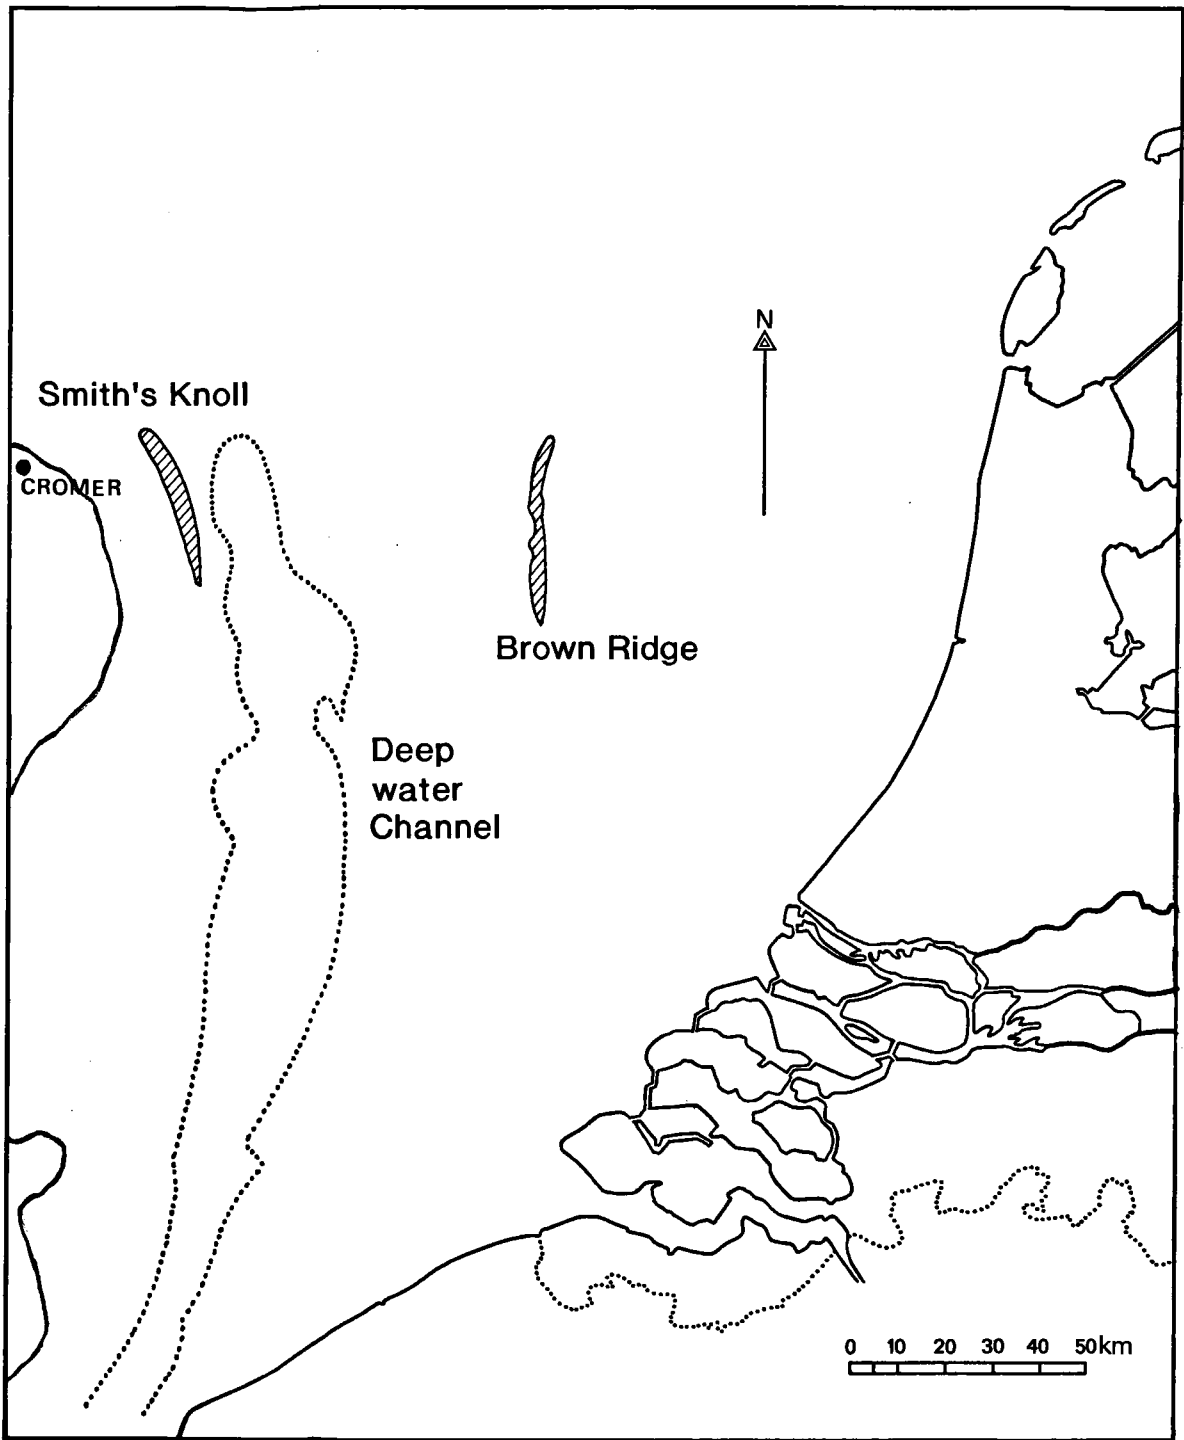 N
Smith's Knoll
CROMER
Brown Ridge
Deep
water
Channel
0 10 20 30 40 50km